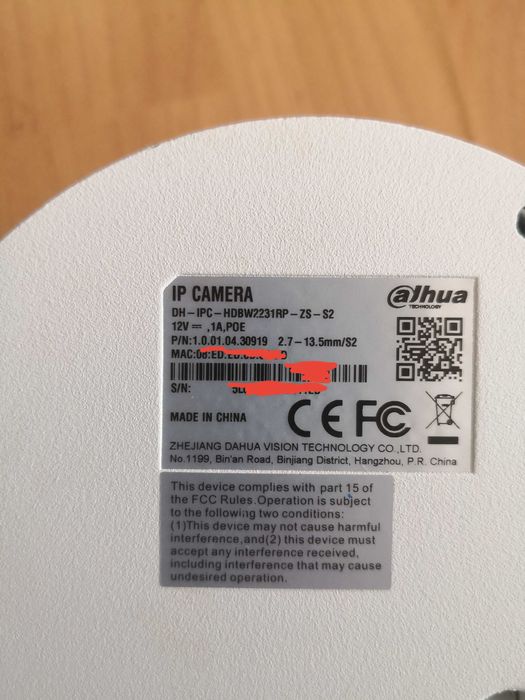 IP CAMERA
alhua
TECHNOLOGY
DH-IPC-HDBW2231RP-ZS-S2
12V ⎓ ,1A,POE
P/N:1.0.01.04.30919 2.7-13.5mm/S2
MAC:
S/N:
MADE IN CHINA
CE FC
ZHEJIANG DAHUA VISION TECHNOLOGY CO.,LTD.
No.1199, Bin'an Road, Binjiang District, Hangzhou, P.R. China
This device complies with part 15 of
the FCC Rules.Operation is subject
to the following two conditions:
(1)This device may not cause harmful
interference,and(2) this device must
accept any interference received,
including interference that may cause
undesired operation.